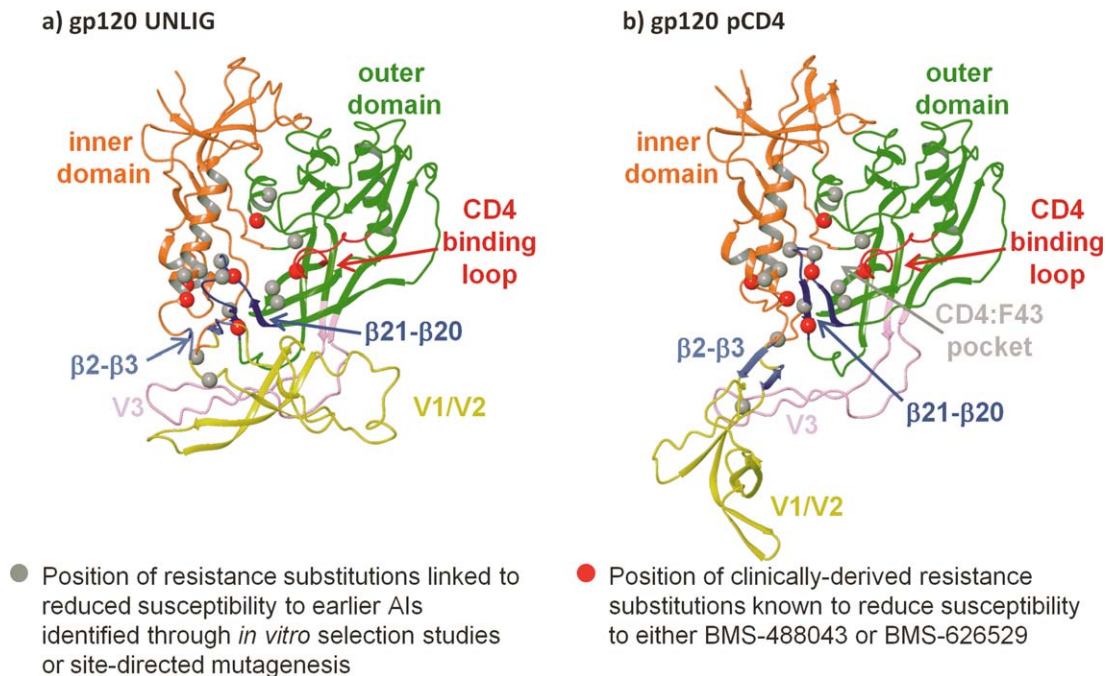 a) gp120 UNLIG
outer
domain
inner
domain
CD4
binding
loop
β21-β20
β2-β3
V3
V1/V2
b) gp120 pCD4
outer
domain
inner
domain
CD4
binding
loop
CD4:F43
pocket
β2-β3
β21-β20
V3
V1/V2
Position of resistance substitutions linked to
reduced susceptibility to earlier AIs
identified through in vitro selection studies
or site-directed mutagenesis
Position of clinically-derived resistance
substitutions known to reduce susceptibility
to either BMS-488043 or BMS-626529